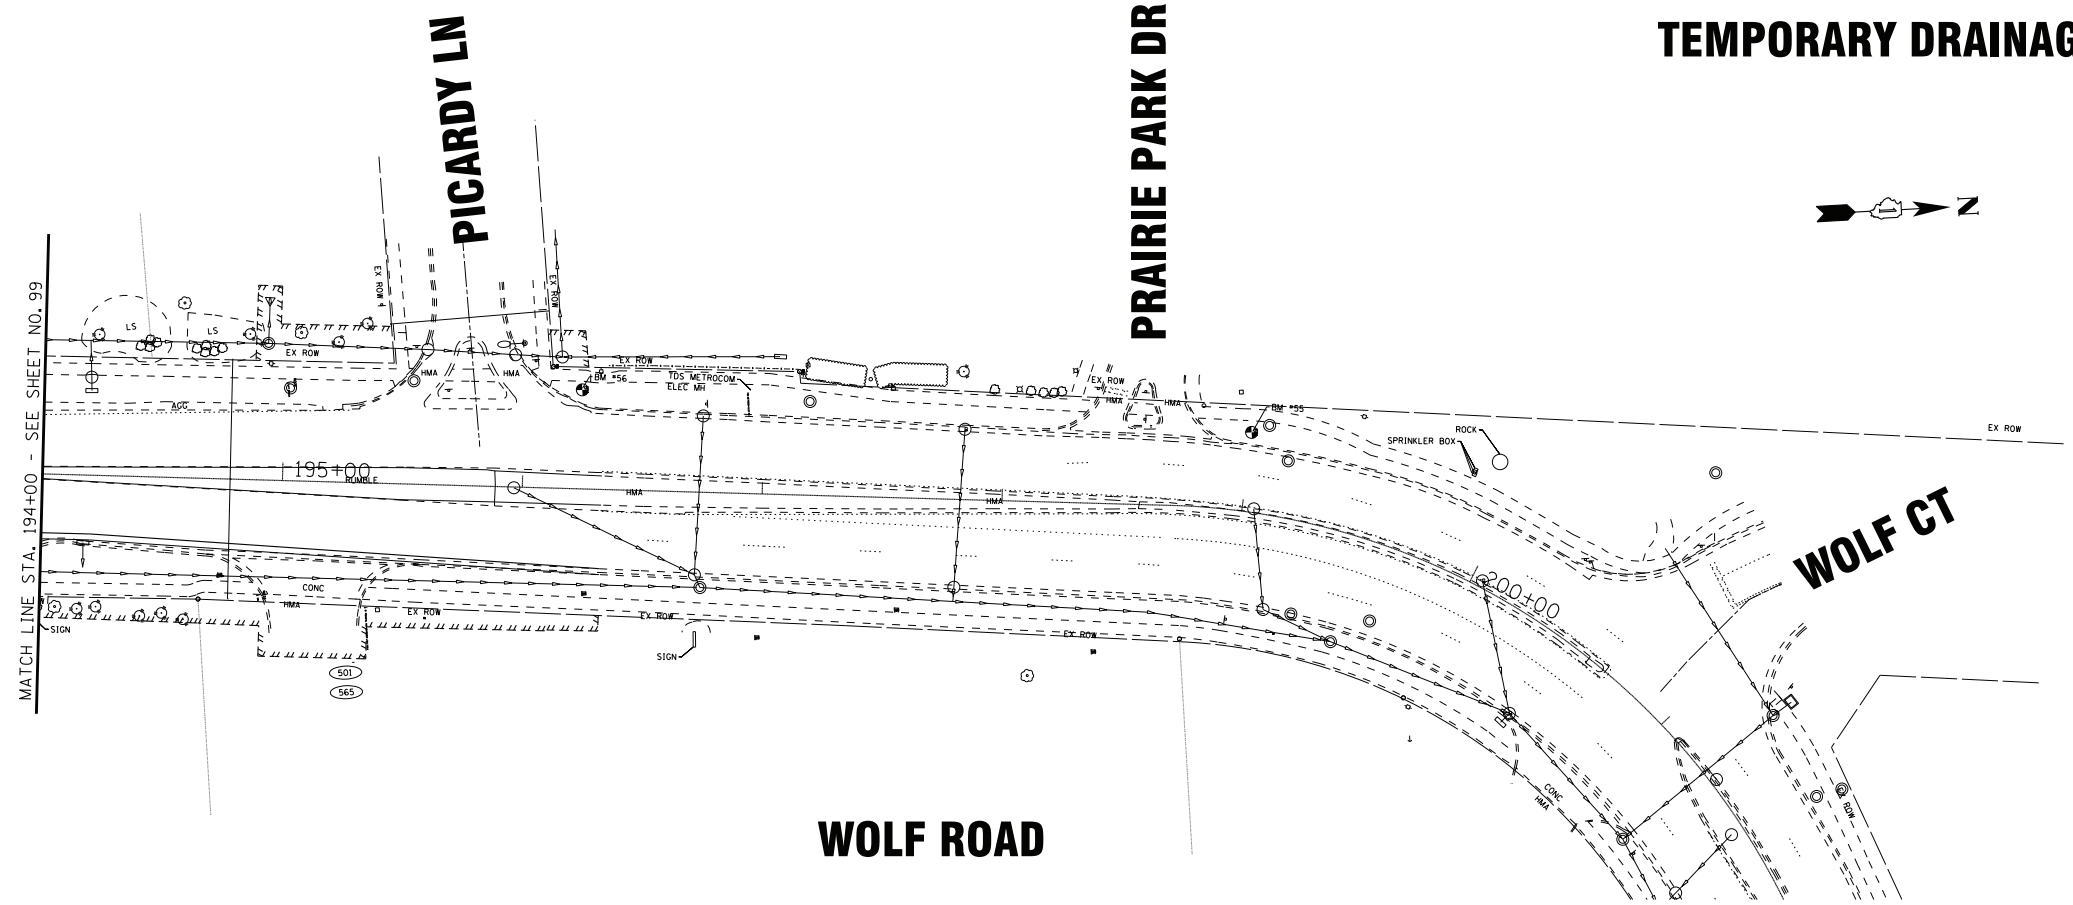 TEMPORARY DRAINAG
PICARDY LN
PRAIRIE PARK DR
N
MATCH LINE STA. 194+00 - SEE SHEET NO. 99
EX ROW
EX ROW
LS
LS
EX ROW
EX ROW
HMA
HMA
BM #56
TDS METROCOM
ELEC MH
EX ROW
HMA
HMA
BM #55
AGG
ROCK
SPRINKLER BOX
EX ROW
195+00
RUMBLE
HMA
HMA
WOLF CT
200+00
CONC
HMA
EX ROW
EX ROW
EX ROW
SIGN
SIGN
501
565
CONC
HMA
ROW
WOLF ROAD